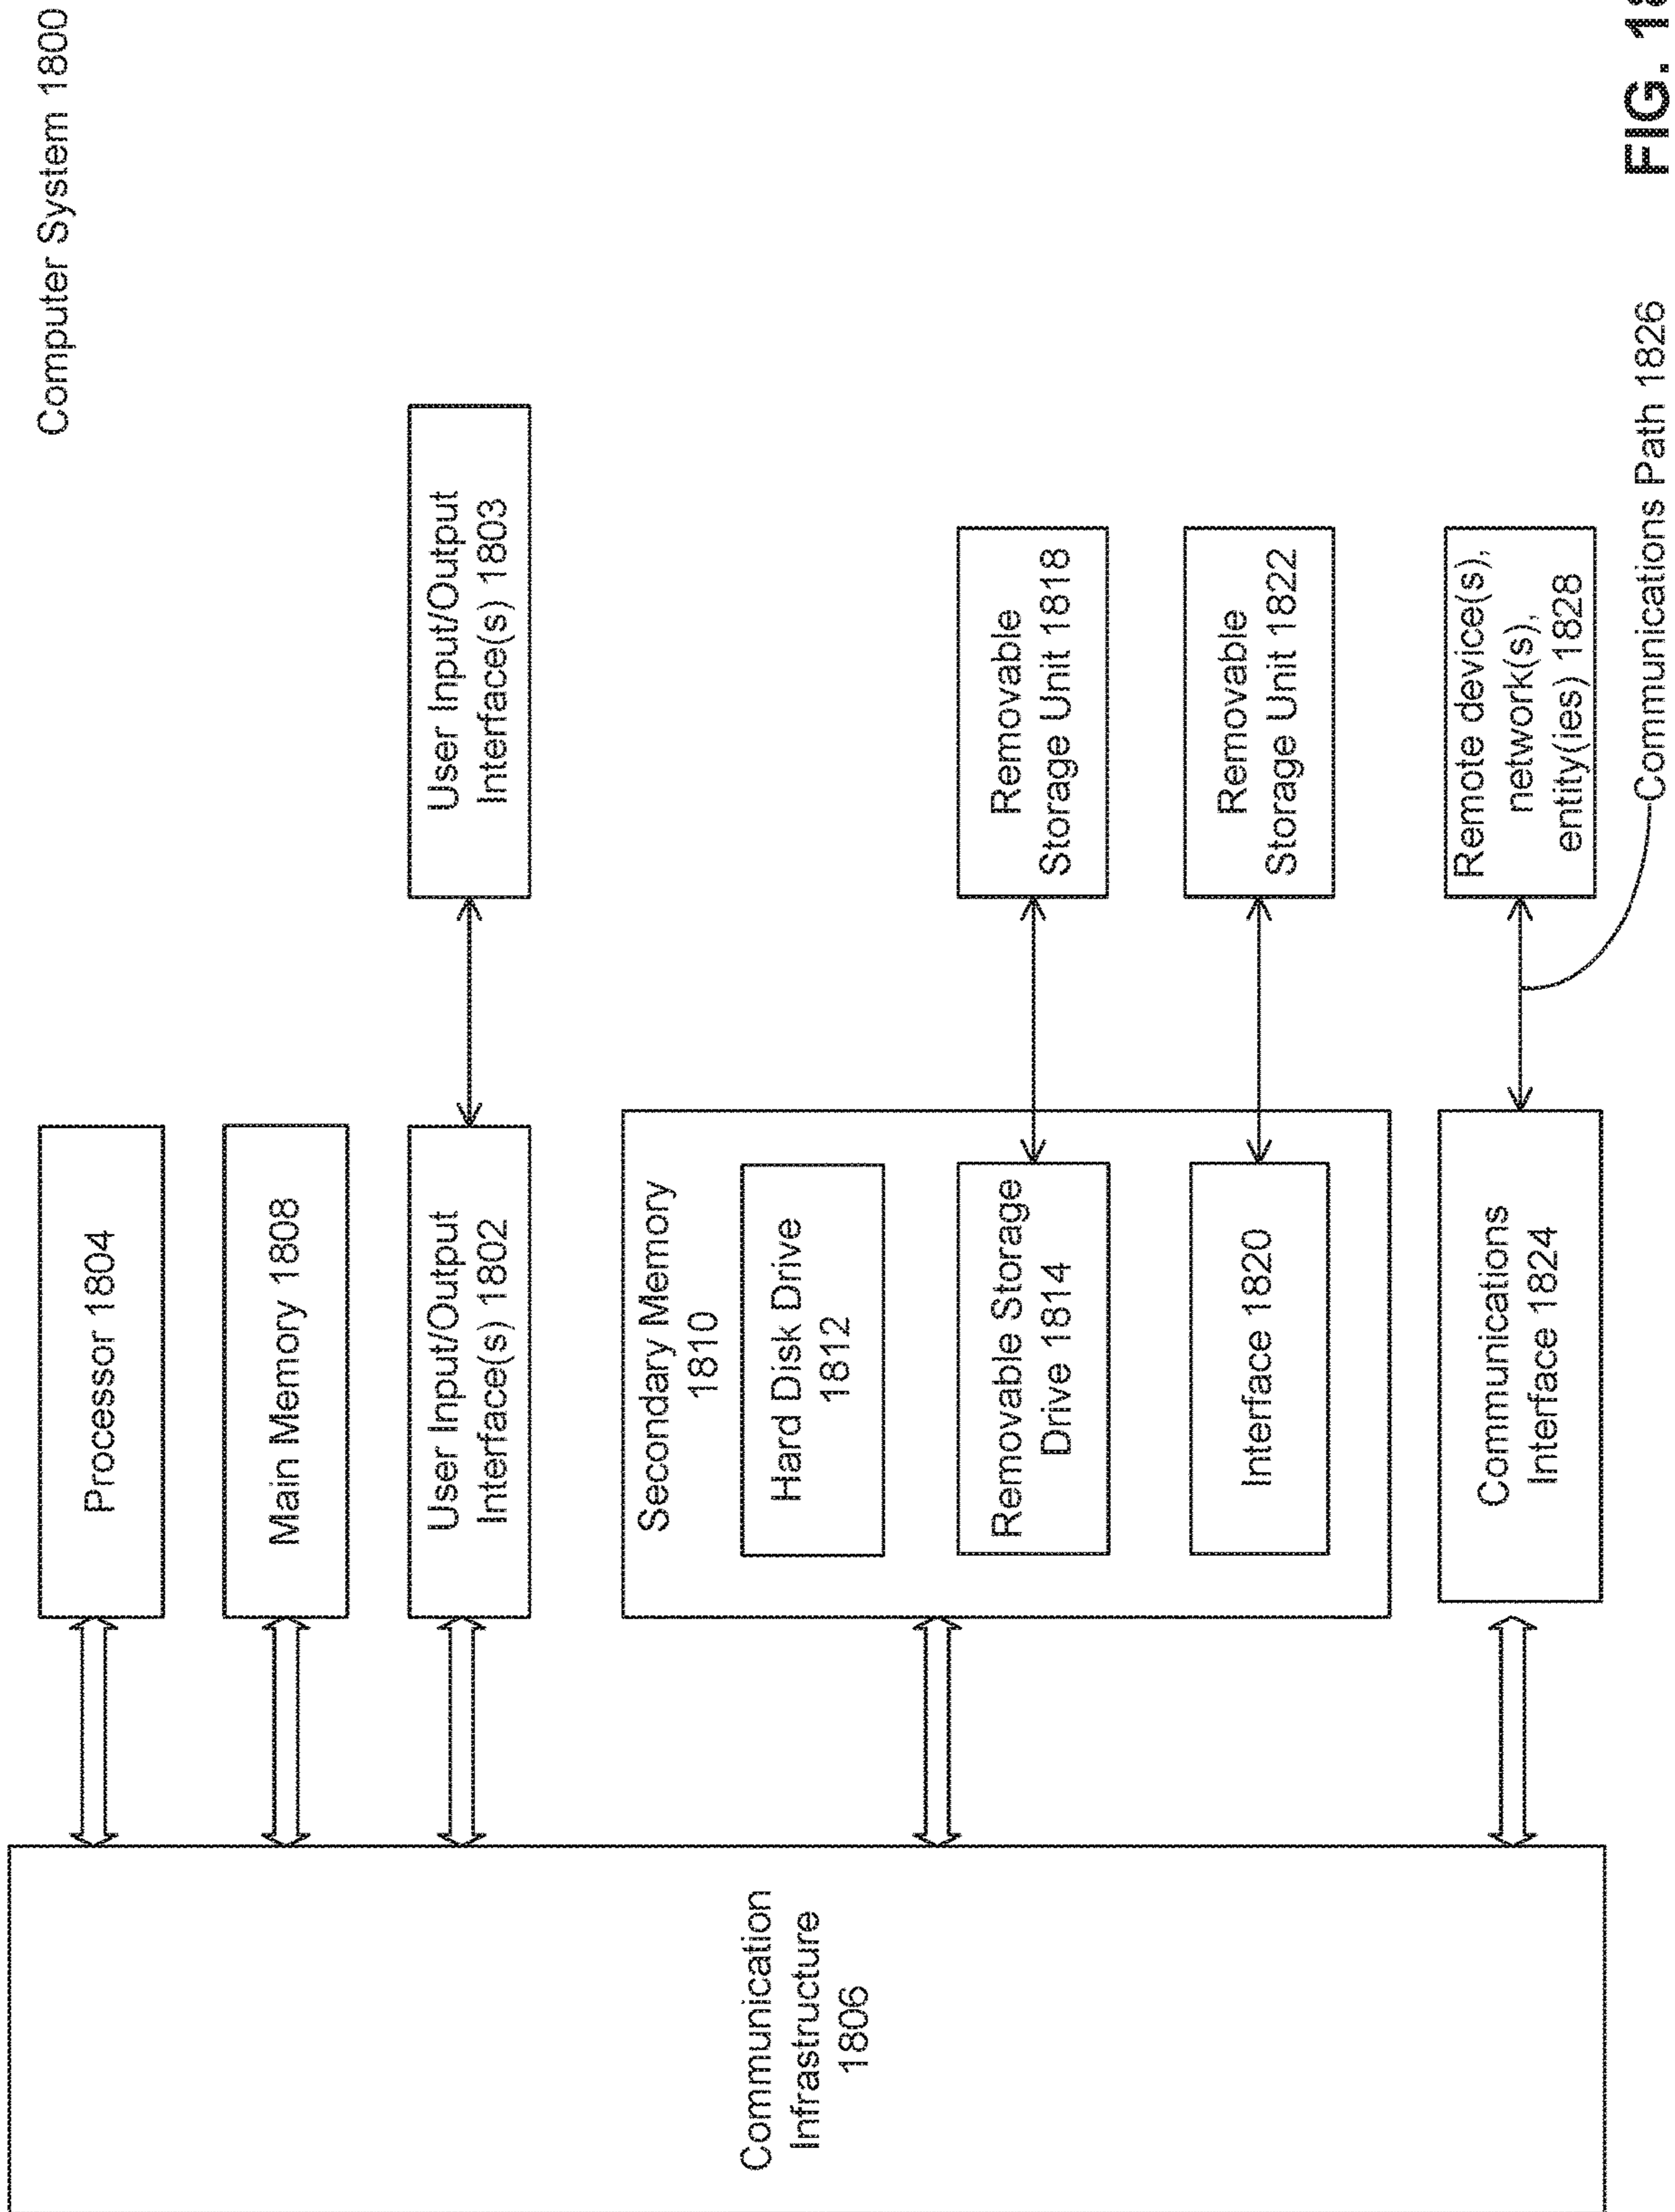 Computer System 1800
Processor 1804
Main Memory 1808
User Input/Output
Interface(s) 1802
User Input/Output
Interface(s) 1803
Communication
Infrastructure
1806
Secondary Memory
1810
Hard Disk Drive
1812
Removable Storage
Drive 1814
Removable
Storage Unit 1818
Interface 1820
Removable
Storage Unit 1822
Communications
Interface 1824
Remote device(s),
network(s),
entity(ies) 1828
Communications Path 1826
FIG. 18